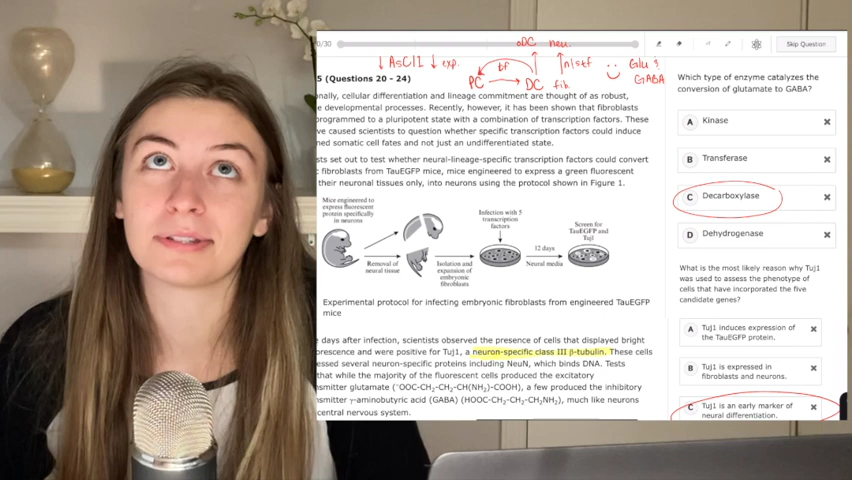 0/30
Skip Question
oDC neu.
↓ AsCl1 ↓ exp.
bf
nlstf
Glu &
GABA
PC → DC fib.
5 (Questions 20 - 24)
nally, cellular differentiation and lineage commitment are thought of as robust,
e developmental processes. Recently, however, it has been shown that fibroblasts
programmed to a pluripotent state with a combination of transcription factors. These
ve caused scientists to question whether specific transcription factors could induce
ned somatic cell fates and not just an undifferentiated state.
sts set out to test whether neural-lineage-specific transcription factors could convert
c fibroblasts from TauEGFP mice, mice engineered to express a green fluorescent
their neuronal tissues only, into neurons using the protocol shown in Figure 1.
Mice engineered to
express fluorescent
protein specifically
in neurons
Removal of
neural tissue
Isolation and
expansion of
embryonic
fibroblasts
Infection with 5
transcription
factors
12 days
Neural media
Screen for
TauEGFP and
Tuj1
Experimental protocol for infecting embryonic fibroblasts from engineered TauEGFP
mice
e days after infection, scientists observed the presence of cells that displayed bright
orescence and were positive for Tuj1, a neuron-specific class III β-tubulin. These cells
essed several neuron-specific proteins including NeuN, which binds DNA. Tests
that while the majority of the fluorescent cells produced the excitatory
nsmitter glutamate (⁻OOC-CH₂-CH₂-CH(NH₂)-COOH), a few produced the inhibitory
nsmitter γ-aminobutyric acid (GABA) (HOOC-CH₂-CH₂-CH₂NH₂), much like neurons
central nervous system.
Which type of enzyme catalyzes the
conversion of glutamate to GABA?
A Kinase
B Transferase
C Decarboxylase
D Dehydrogenase
What is the most likely reason why Tuj1
was used to assess the phenotype of
cells that have incorporated the five
candidate genes?
A Tuj1 induces expression of
the TauEGFP protein.
B Tuj1 is expressed in
fibroblasts and neurons.
C Tuj1 is an early marker of
neural differentiation.